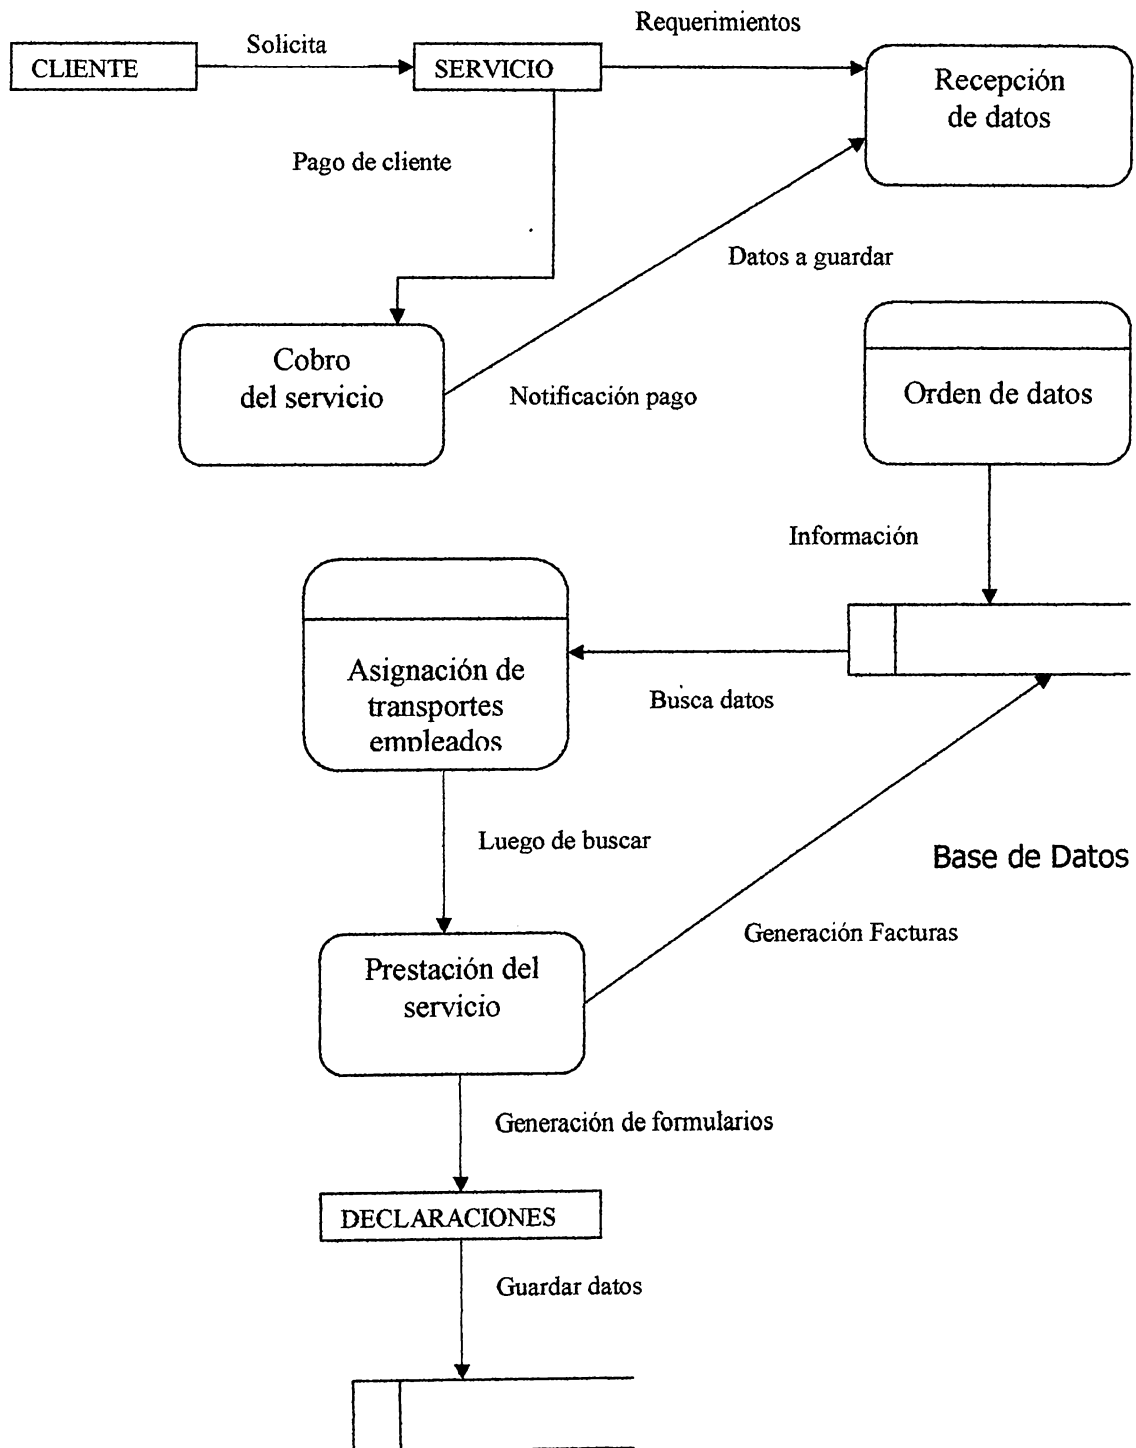 Requerimientos
Solicita
CLIENTE
SERVICIO
Recepción
de datos
Pago de cliente
Datos a guardar
Cobro
del servicio
Notificación pago
Orden de datos
Información
Asignación de
transportes
empleados
Busca datos
Luego de buscar
Base de Datos
Generación Facturas
Prestación del
servicio
Generación de formularios
DECLARACIONES
Guardar datos